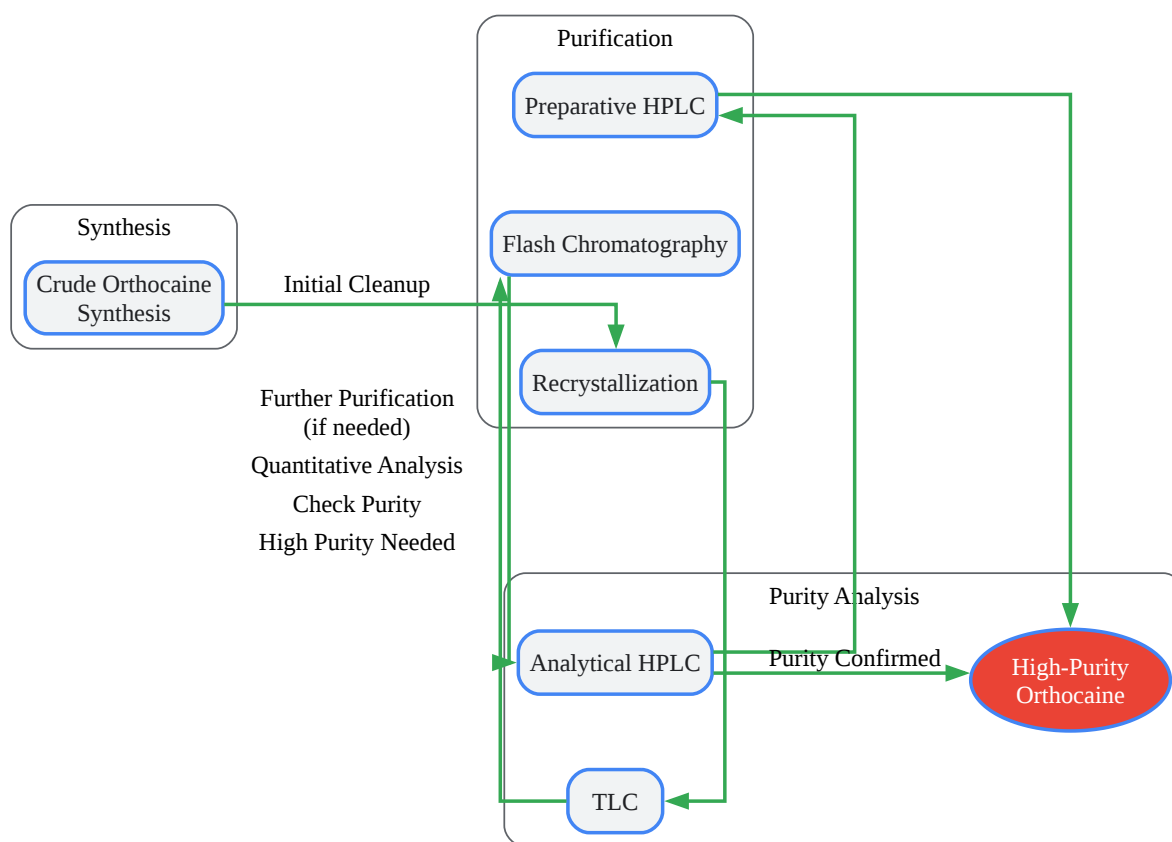 Purification
Preparative HPLC
Synthesis
Flash Chromatography
Crude Orthocaine
Synthesis
Initial Cleanup
Recrystallization
Further Purification
(if needed)
Quantitative Analysis
Check Purity
High Purity Needed
Purity Analysis
Analytical HPLC
Purity Confirmed
High-Purity
Orthocaine
TLC